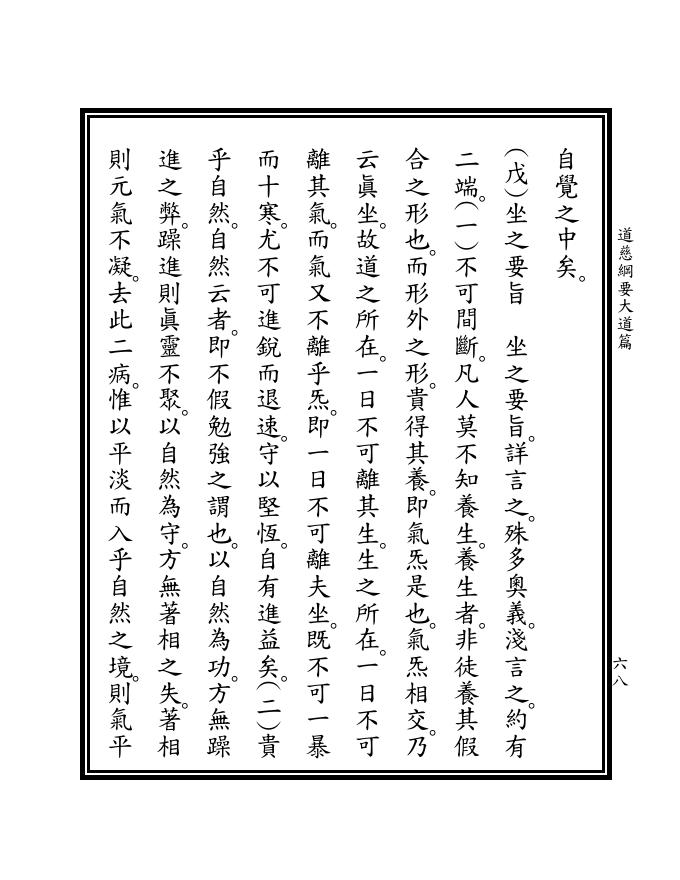 道慈綱要大道篇
六八
自覺之中矣。
(戊)坐之要旨　坐之要旨。詳言之。殊多奧義。淺言之。約有
二端。(一)不可間斷。凡人莫不知養生。養生者。非徒養其假
合之形也。而形外之形。貴得其養。即氣炁是也。氣炁相交。乃
云眞坐。故道之所在。一日不可離其生。生之所在。一日不可
離其氣。而氣又不離乎炁。即一日不可離夫坐。既不可一暴
而十寒。尤不可進銳而退速。守以堅恆。自有進益矣。(二)貴
乎自然。自然云者。即不假勉強之謂也。以自然為功。方無躁
進之弊。躁進則眞靈不聚。以自然為守。方無著相之失。著相
則元氣不凝。去此二病。惟以平淡而入乎自然之境。則氣平